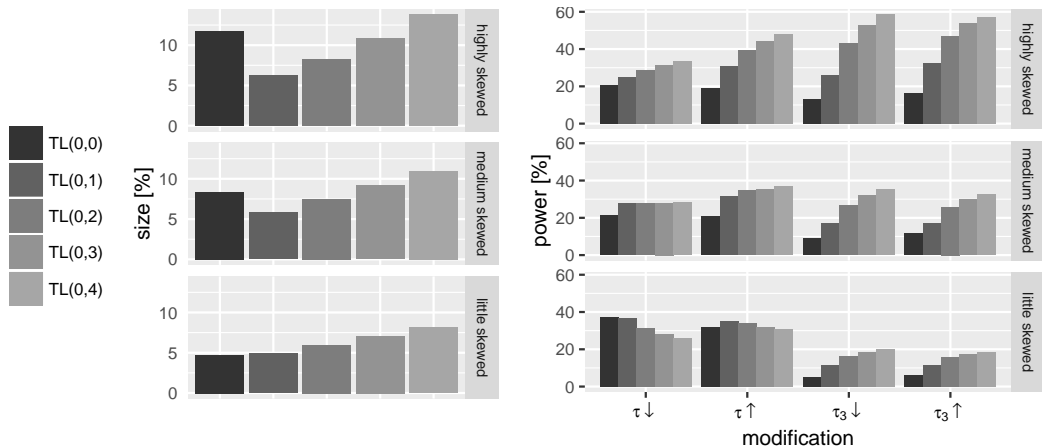 TL(0,0)
TL(0,1)
TL(0,2)
TL(0,3)
TL(0,4)
size [%]
10
5
0
highly skewed
10
5
0
medium skewed
10
5
0
little skewed
power [%]
60
40
20
0
highly skewed
60
40
20
0
medium skewed
60
40
20
0
little skewed
τ↓ τ↑ τ₃↓ τ₃↑
modification